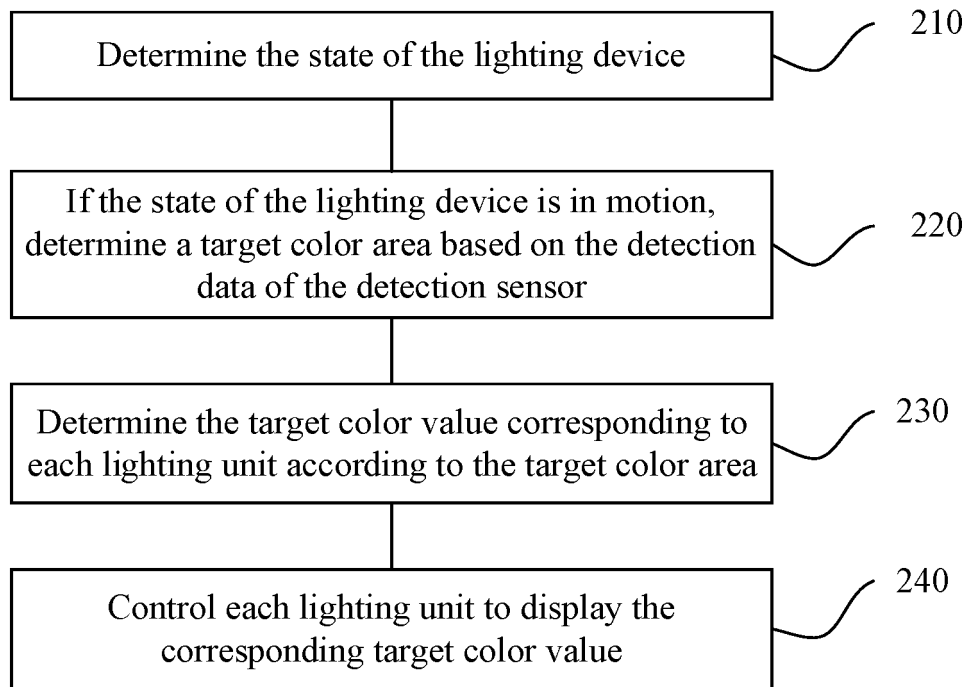 210
Determine the state of the lighting device
If the state of the lighting device is in motion,
determine a target color area based on the detection
data of the detection sensor
220
Determine the target color value corresponding to
each lighting unit according to the target color area
230
Control each lighting unit to display the
corresponding target color value
240